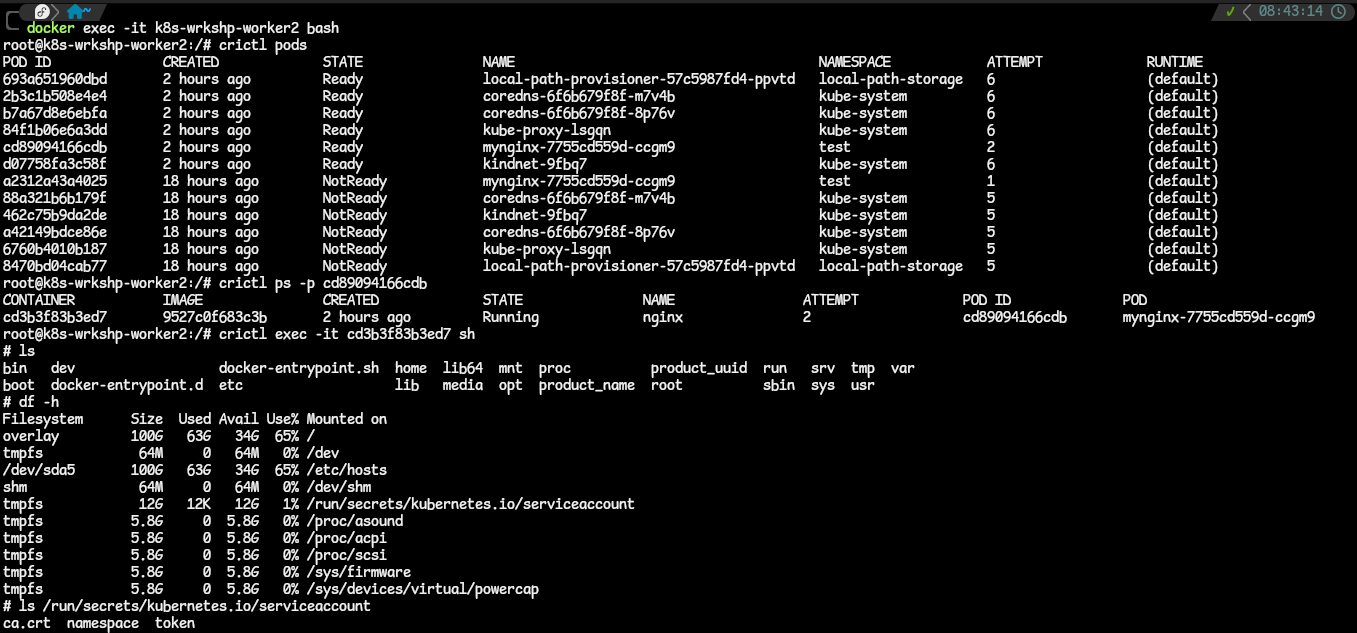 08:43:14
docker exec -it k8s-wrkshp-worker2 bash
root@k8s-wrkshp-worker2:/# crictl pods
POD ID CREATED STATE NAME NAMESPACE ATTEMPT RUNTIME
693a651960dbd 2 hours ago Ready local-path-provisioner-57c5987fd4-ppvtd local-path-storage 6 (default)
2b3c1b508e4e4 2 hours ago Ready coredns-6f6b679f8f-m7v4b kube-system 6 (default)
b7a67d8e6ebfa 2 hours ago Ready coredns-6f6b679f8f-8p76v kube-system 6 (default)
84f1b06e6a3dd 2 hours ago Ready kube-proxy-lsgqn kube-system 6 (default)
cd89094166cdb 2 hours ago Ready mynginx-7755cd559d-ccgm9 test 2 (default)
d07758fa3c58f 2 hours ago Ready kindnet-9fbq7 kube-system 6 (default)
a2312a43a4025 18 hours ago NotReady mynginx-7755cd559d-ccgm9 test 1 (default)
88a321b6b179f 18 hours ago NotReady coredns-6f6b679f8f-m7v4b kube-system 5 (default)
462c75b9da2de 18 hours ago NotReady kindnet-9fbq7 kube-system 5 (default)
a42149bdce86e 18 hours ago NotReady coredns-6f6b679f8f-8p76v kube-system 5 (default)
6760b4010b187 18 hours ago NotReady kube-proxy-lsgqn kube-system 5 (default)
8470bd04cab77 18 hours ago NotReady local-path-provisioner-57c5987fd4-ppvtd local-path-storage 5 (default)
root@k8s-wrkshp-worker2:/# crictl ps -p cd89094166cdb
CONTAINER IMAGE CREATED STATE NAME ATTEMPT POD ID POD
cd3b3f83b3ed7 9527c0f683c3b 2 hours ago Running nginx 2 cd89094166cdb mynginx-7755cd559d-ccgm9
root@k8s-wrkshp-worker2:/# crictl exec -it cd3b3f83b3ed7 sh
# ls
bin dev docker-entrypoint.sh home lib64 mnt proc product_uuid run srv tmp var
boot docker-entrypoint.d etc lib media opt product_name root sbin sys usr
# df -h
Filesystem Size Used Avail Use% Mounted on
overlay 100G 63G 34G 65% /
tmpfs 64M 0 64M 0% /dev
/dev/sda5 100G 63G 34G 65% /etc/hosts
shm 64M 0 64M 0% /dev/shm
tmpfs 12G 12K 12G 1% /run/secrets/kubernetes.io/serviceaccount
tmpfs 5.8G 0 5.8G 0% /proc/asound
tmpfs 5.8G 0 5.8G 0% /proc/acpi
tmpfs 5.8G 0 5.8G 0% /proc/scsi
tmpfs 5.8G 0 5.8G 0% /sys/firmware
tmpfs 5.8G 0 5.8G 0% /sys/devices/virtual/powercap
# ls /run/secrets/kubernetes.io/serviceaccount
ca.crt namespace token